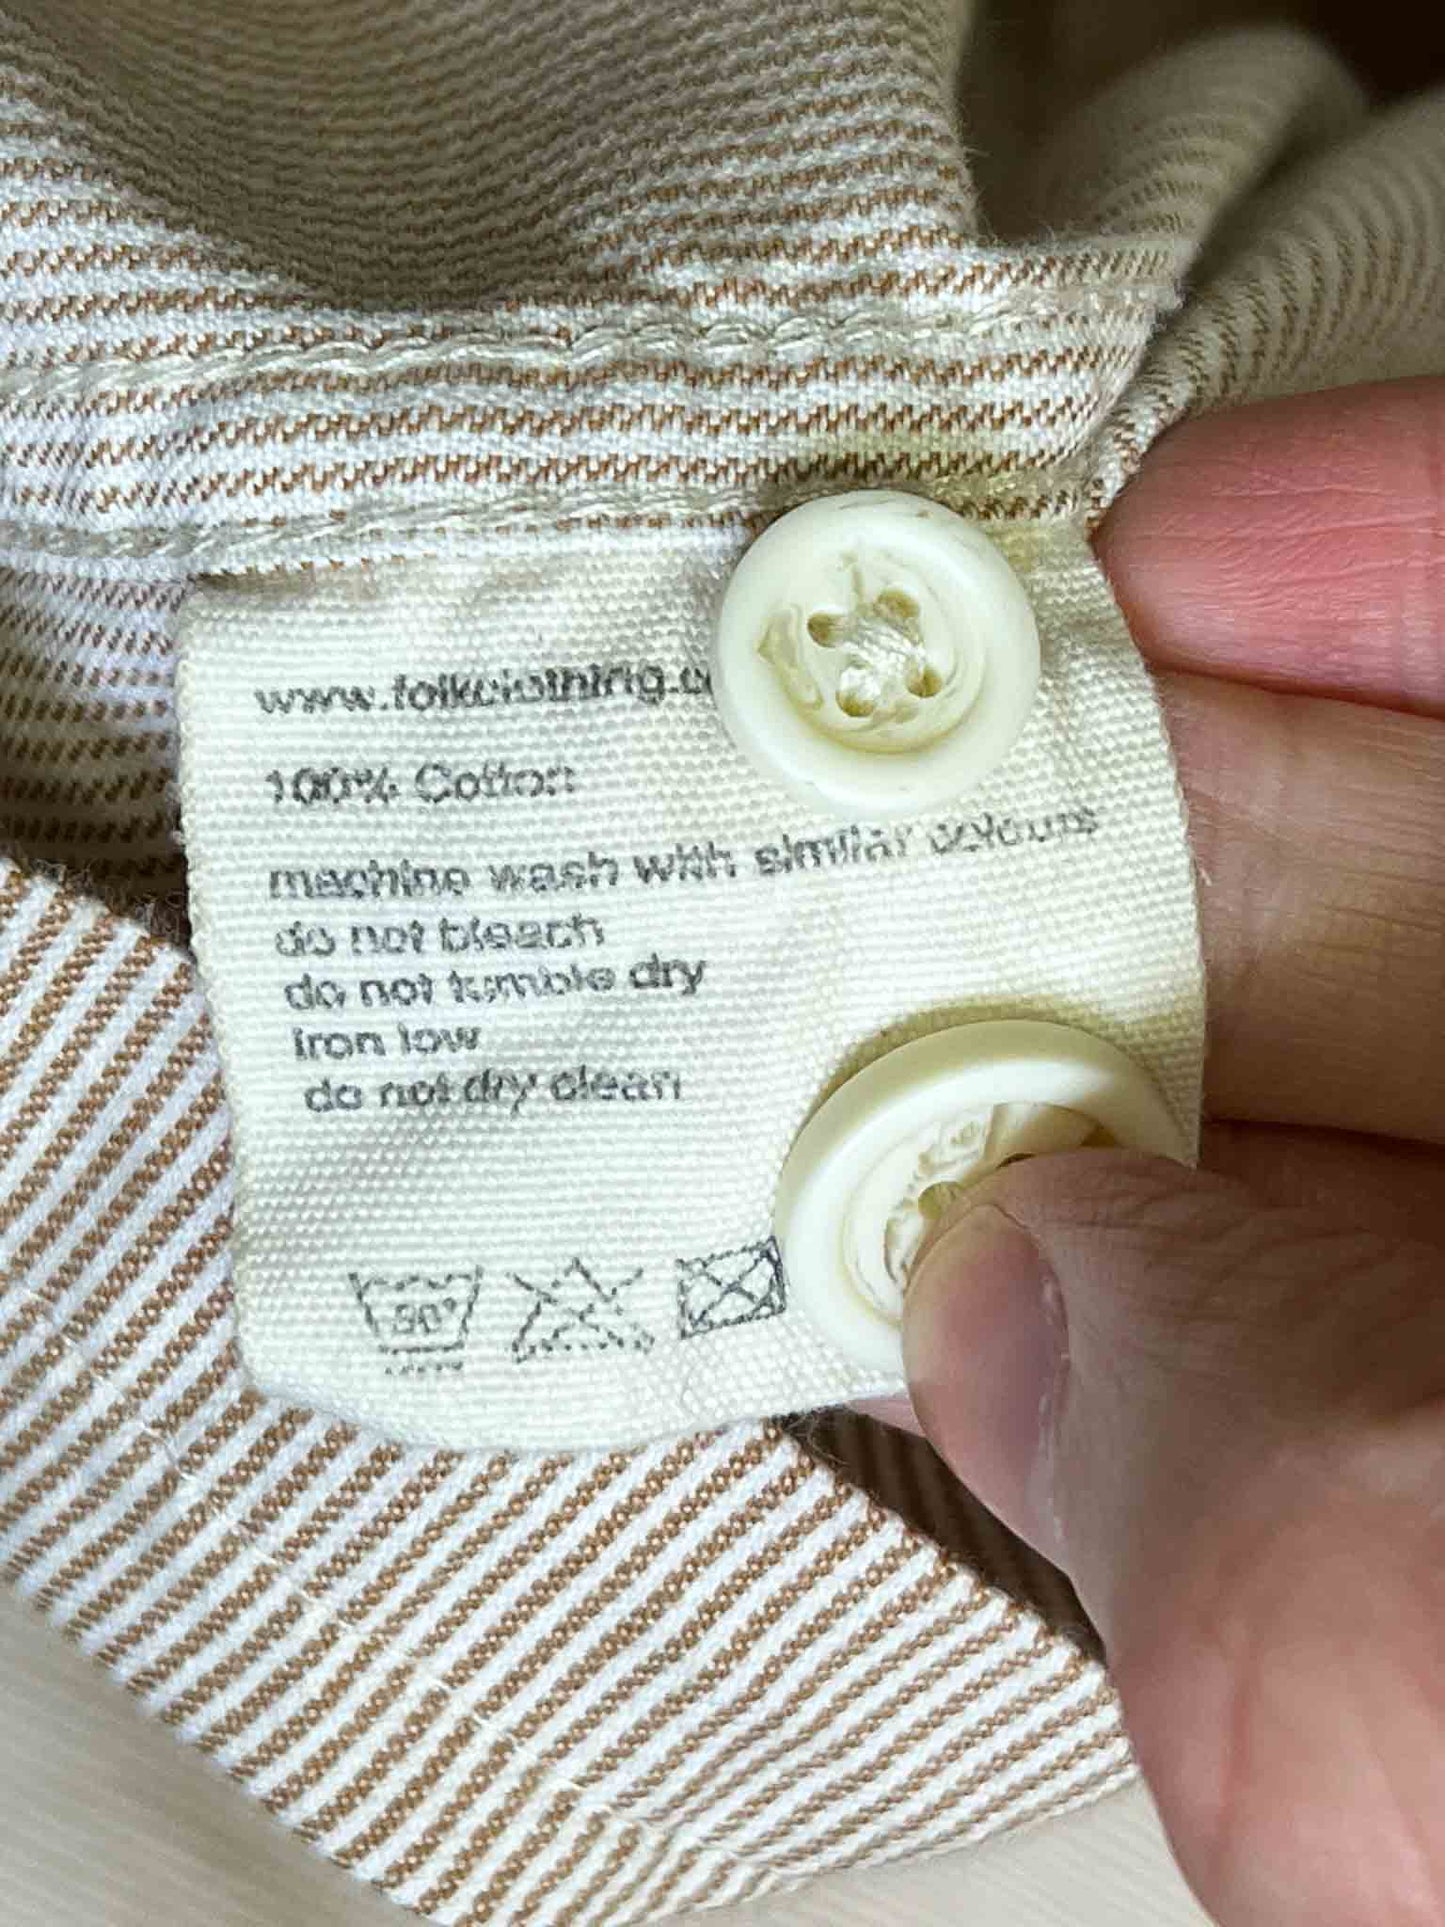 www.folkclothing.c
100% Cotton
machine wash with similar colours
do not bleach
do not tumble dry
iron low
do not dry clean
30°